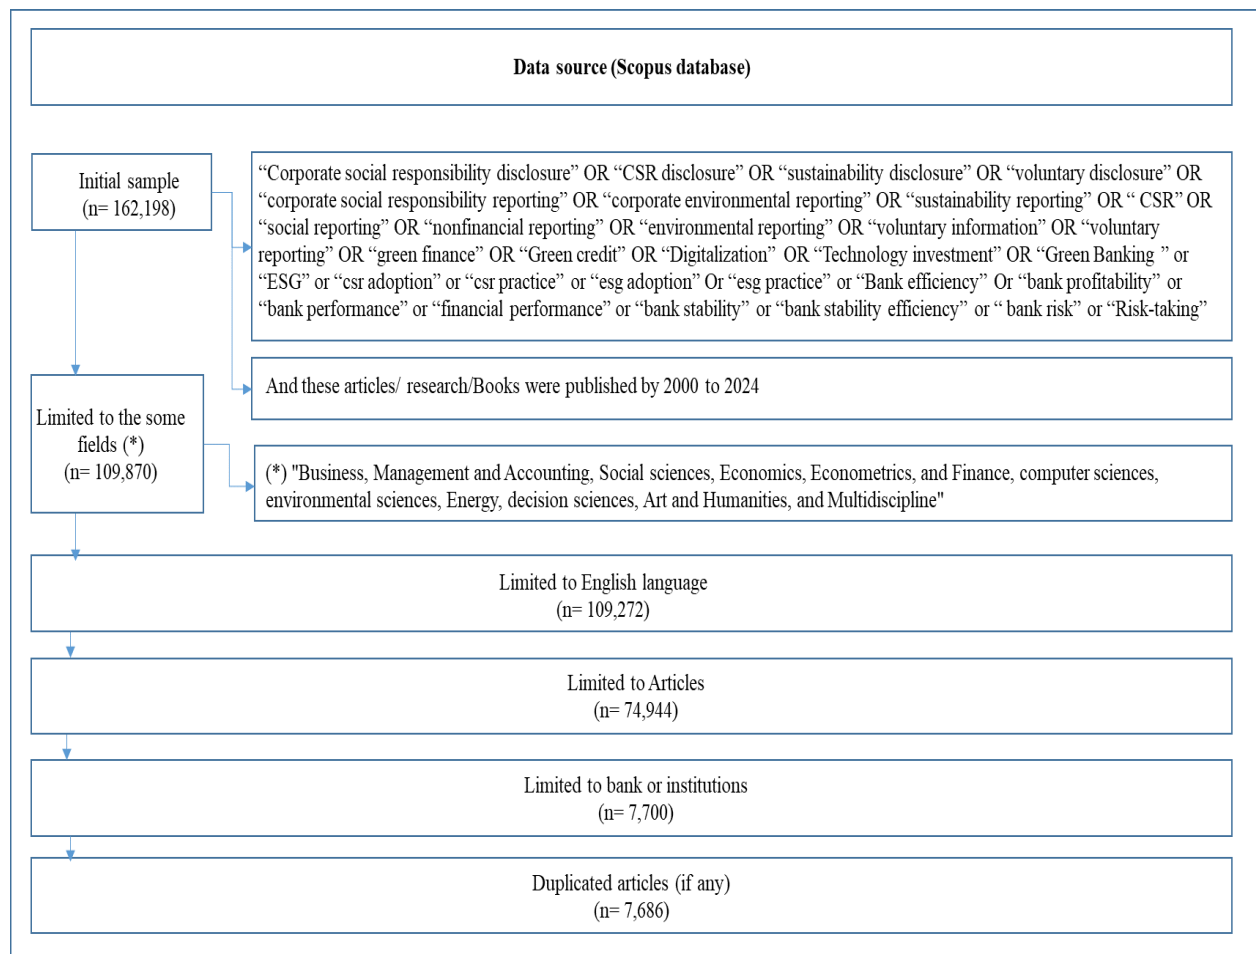 Data source (Scopus database)
Initial sample
(n= 162,198)
“Corporate social responsibility disclosure” OR “CSR disclosure” OR “sustainability disclosure” OR “voluntary disclosure” OR
“corporate social responsibility reporting” OR “corporate environmental reporting” OR “sustainability reporting” OR “ CSR” OR
“social reporting” OR “nonfinancial reporting” OR “environmental reporting” OR “voluntary information” OR “voluntary
reporting” OR “green finance” OR “Green credit” OR “Digitalization” OR “Technology investment” OR “Green Banking ” or
“ESG” or “csr adoption” or “csr practice” or “esg adoption” Or “esg practice” or “Bank efficiency” Or “bank profitability” or
“bank performance” or “financial performance” or “bank stability” or “bank stability efficiency” or “ bank risk” or “Risk-taking”
And these articles/ research/Books were published by 2000 to 2024
Limited to the some
fields (*)
(n= 109,870)
(*) "Business, Management and Accounting, Social sciences, Economics, Econometrics, and Finance, computer sciences,
environmental sciences, Energy, decision sciences, Art and Humanities, and Multidiscipline"
Limited to English language
(n= 109,272)
Limited to Articles
(n= 74,944)
Limited to bank or institutions
(n= 7,700)
Duplicated articles (if any)
(n= 7,686)